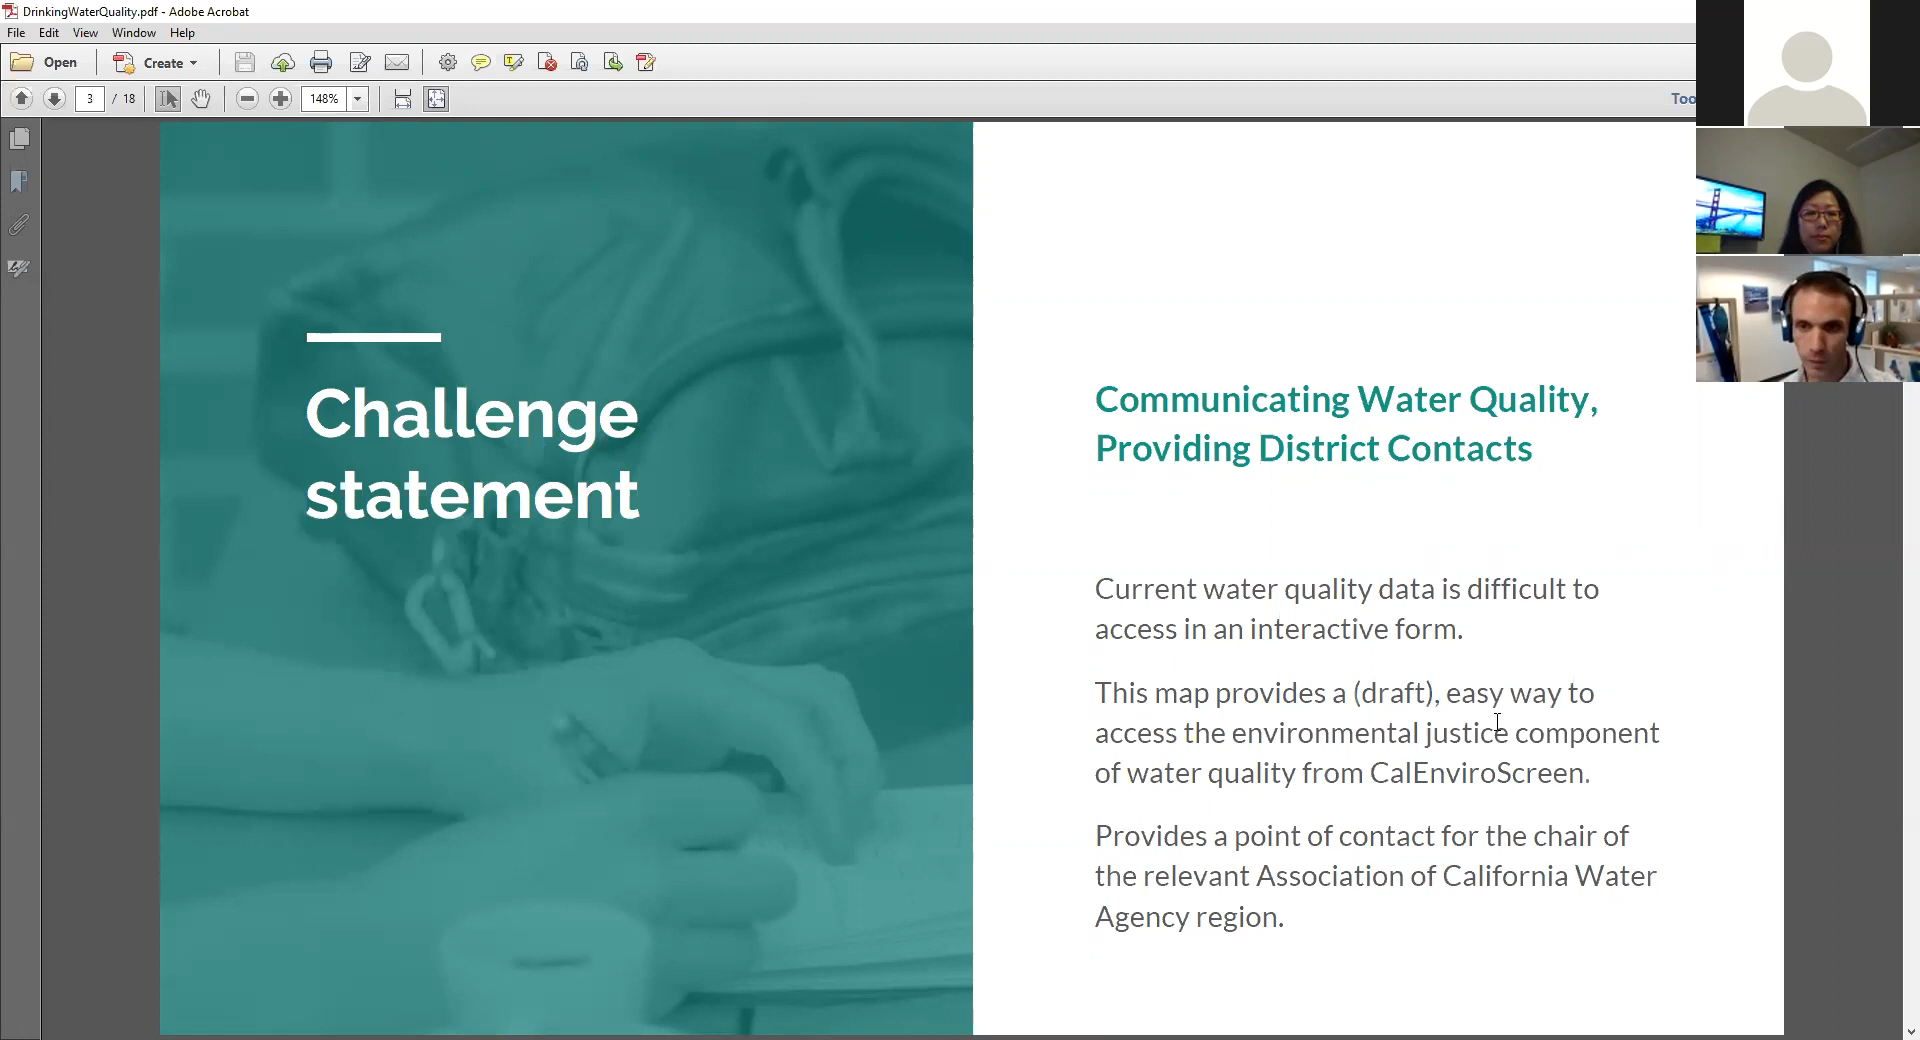 DrinkingWaterQuality.pdf - Adobe Acrobat
File Edit View Window Help
Open Create
3 / 18 148%
Challenge
statement
Communicating Water Quality,
Providing District Contacts
Current water quality data is difficult to
access in an interactive form.
This map provides a (draft), easy way to
access the environmental justice component
of water quality from CalEnviroScreen.
Provides a point of contact for the chair of
the relevant Association of California Water
Agency region.